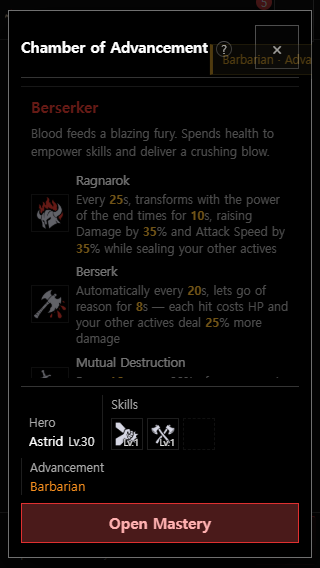 S
Chamber of Advancement ? ×
Barbarian · Adva
Berserker
Blood feeds a blazing fury. Spends health to
empower skills and deliver a crushing blow.
Ragnarok
Every 25s, transforms with the power
of the end times for 10s, raising
Damage by 35% and Attack Speed by
35% while sealing your other actives
Berserk
Automatically every 20s, lets go of
reason for 8s — each hit costs HP and
your other actives deal 25% more
damage
Mutual Destruction
Skills
Hero
Astrid Lv.30
Lv.1 Lv.1
Advancement
Barbarian
Open Mastery